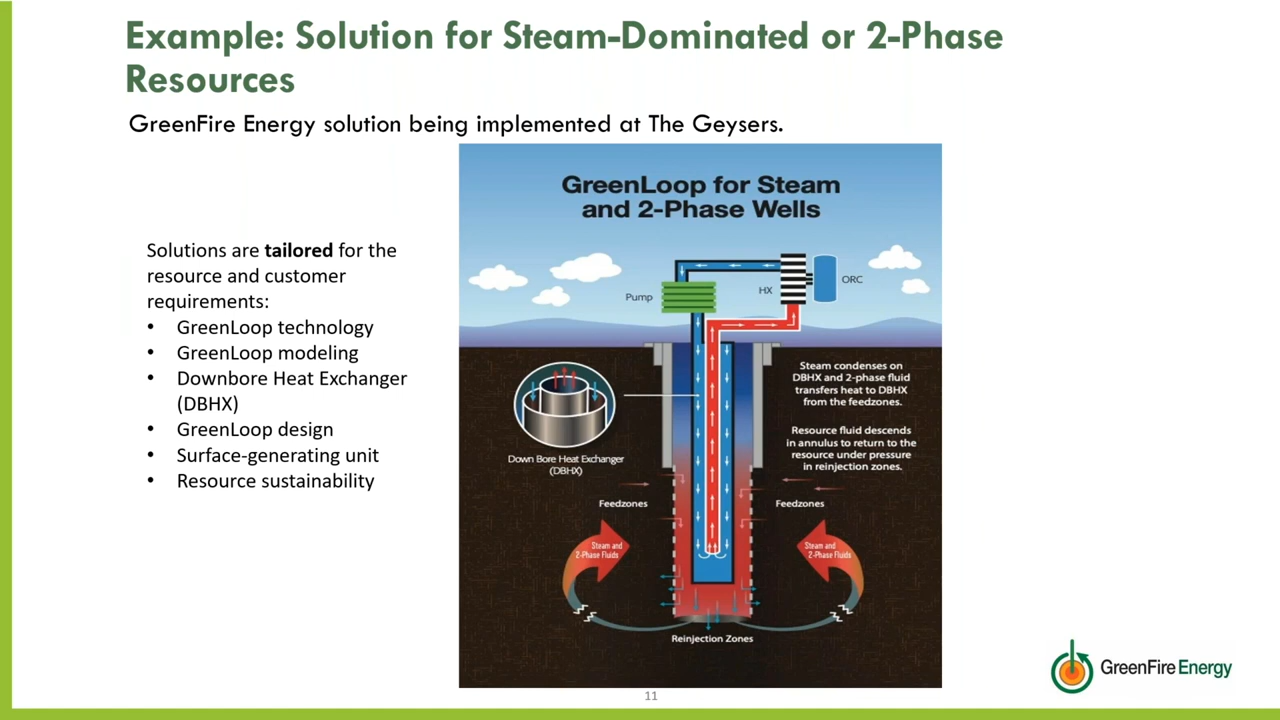 Example: Solution for Steam-Dominated or 2-Phase
Resources
GreenFire Energy solution being implemented at The Geysers.
Solutions are tailored for the
resource and customer
requirements:
• GreenLoop technology
• GreenLoop modeling
• Downbore Heat Exchanger
(DBHX)
• GreenLoop design
• Surface-generating unit
• Resource sustainability
GreenLoop for Steam
and 2-Phase Wells
Pump
HX
ORC
Steam condenses on
DBHX and 2-phase fluid
transfers heat to DBHX
from the feedzones.
Resource fluid descends
in annulus to return to the
resource under pressure
in reinjection zones.
Down Bore Heat Exchanger
(DBHX)
Feedzones
Feedzones
Steam and
2-Phase Fluids
Steam and
2-Phase Fluids
Reinjection Zones
GreenFire Energy
11